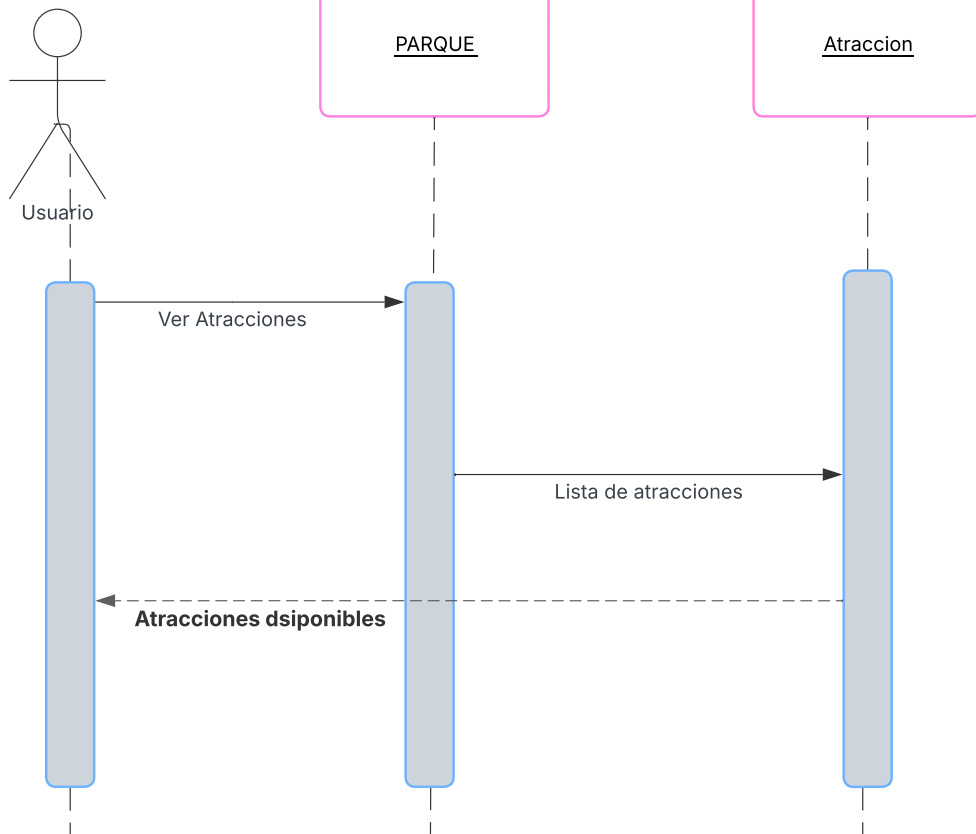 PARQUE
Atraccion
Usuario
Ver Atracciones
Lista de atracciones
Atracciones dsiponibles